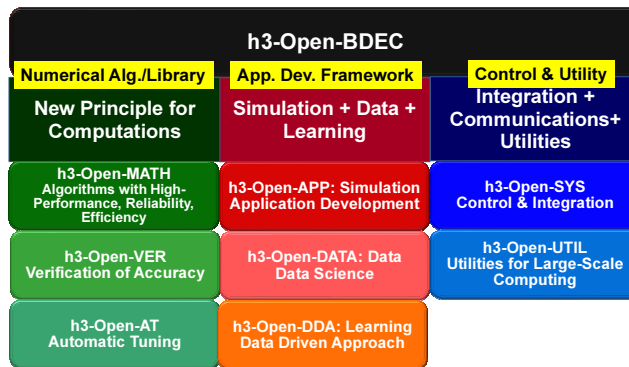 h3-Open-BDEC
Numerical Alg./Library
New Principle for
Computations
h3-Open-MATH
Algorithms with High-
Performance, Reliability,
Efficiency
h3-Open-VER
Verification of Accuracy
h3-Open-AT
Automatic Tuning
App. Dev. Framework
Simulation + Data +
Learning
h3-Open-APP: Simulation
Application Development
h3-Open-DATA: Data
Data Science
h3-Open-DDA: Learning
Data Driven Approach
Control & Utility
Integration +
Communications+
Utilities
h3-Open-SYS
Control & Integration
h3-Open-UTIL
Utilities for Large-Scale
Computing